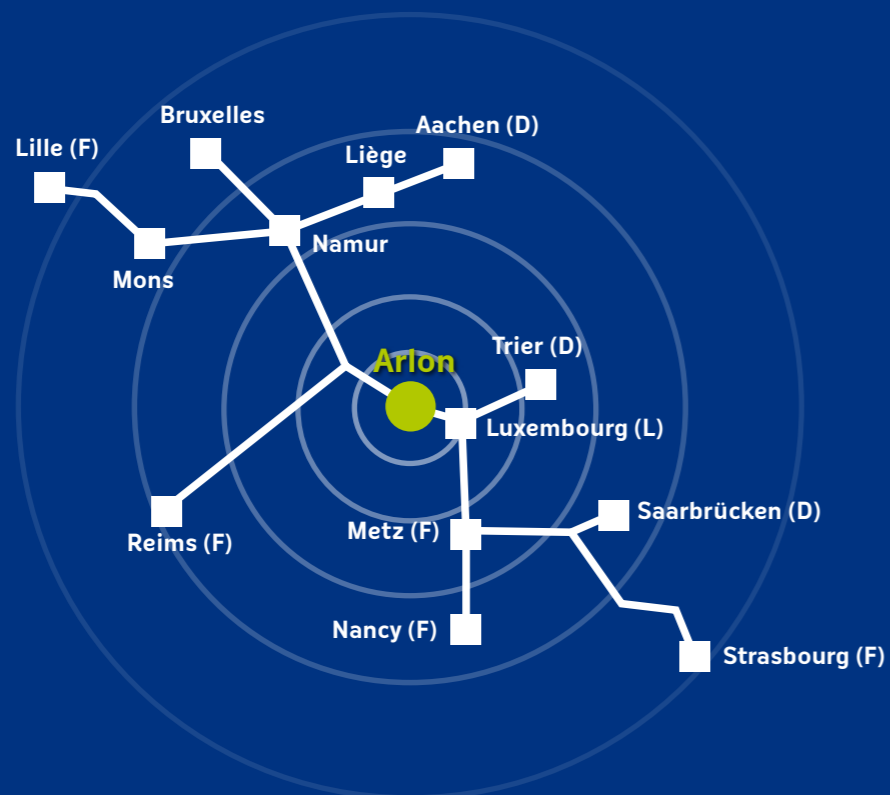 Bruxelles
Aachen (D)
Lille (F)
Liège
Namur
Mons
Trier (D)
Arlon
Luxembourg (L)
Saarbrücken (D)
Metz (F)
Reims (F)
Nancy (F)
Strasbourg (F)